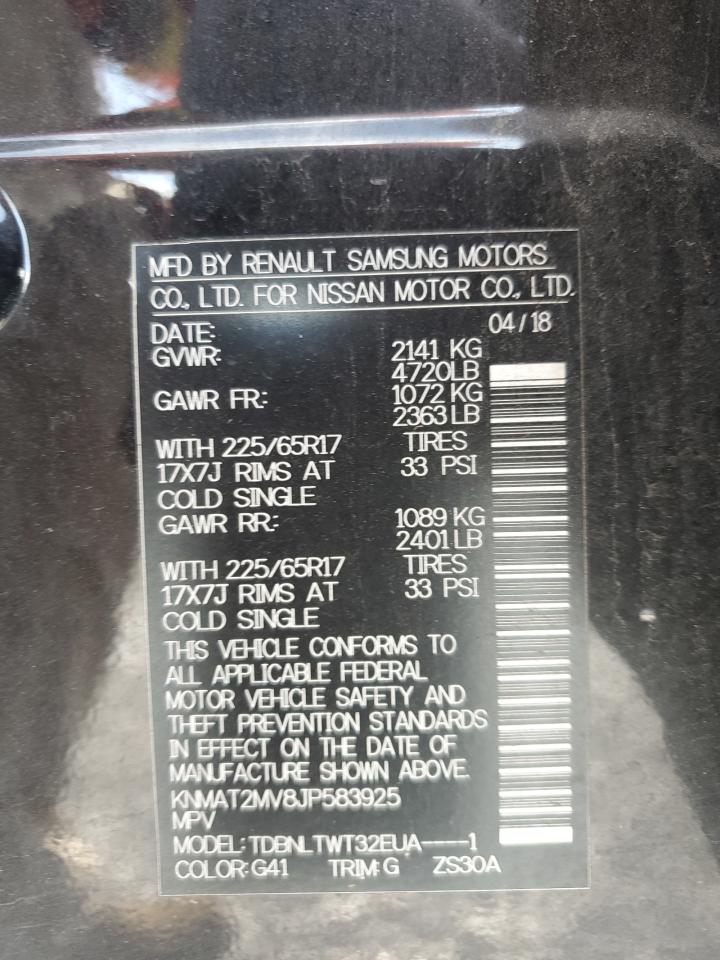 MFD BY RENAULT SAMSUNG MOTORS
CO., LTD. FOR NISSAN MOTOR CO., LTD.
DATE: 04/18
GVWR: 2141 KG
4720LB
GAWR FR: 1072 KG
2363LB
WITH 225/65R17 TIRES
17X7J RIMS AT 33 PSI
COLD SINGLE
GAWR RR: 1089 KG
2401LB
WITH 225/65R17 TIRES
17X7J RIMS AT 33 PSI
COLD SINGLE
THIS VEHICLE CONFORMS TO
ALL APPLICABLE FEDERAL
MOTOR VEHICLE SAFETY AND
THEFT PREVENTION STANDARDS
IN EFFECT ON THE DATE OF
MANUFACTURE SHOWN ABOVE.
KNMAT2MV8JP583925
MPV
MODEL: TDBNLTWT32EUA----1
COLOR: G41 TRIM: G ZS30A